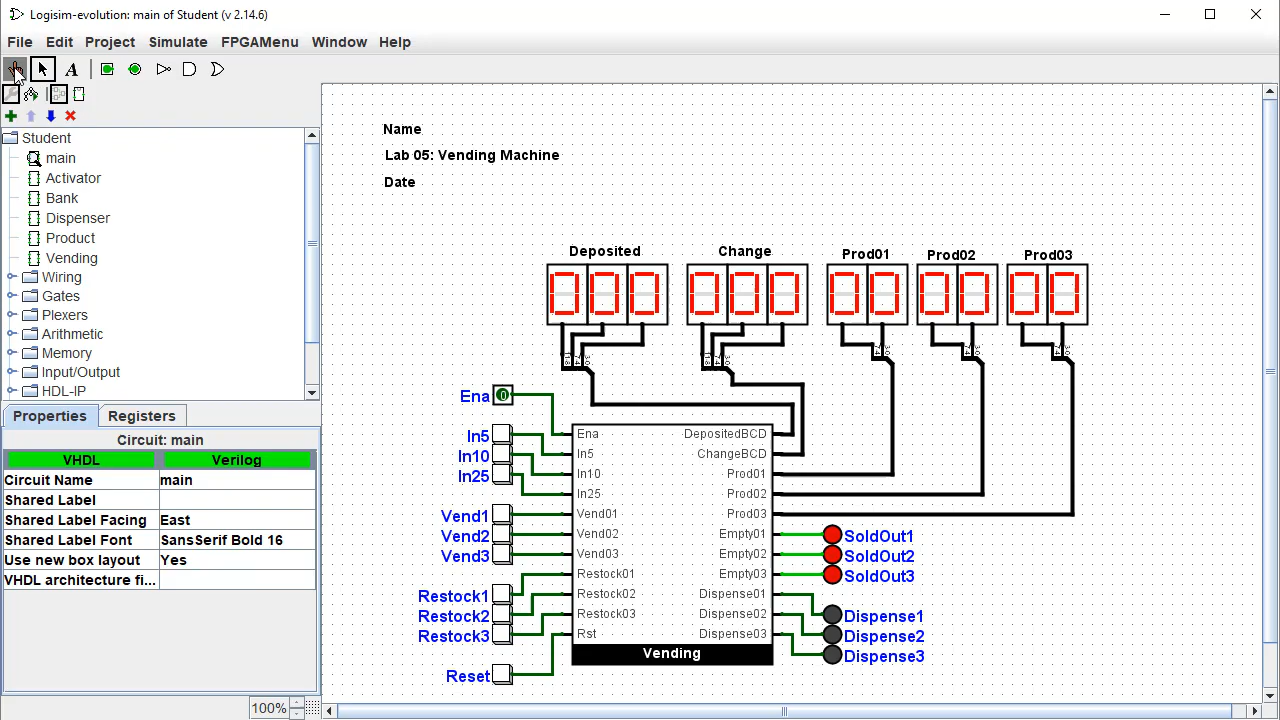 Logisim-evolution: main of Student (v 2.14.6)
File Edit Project Simulate FPGAMenu Window Help
A
Student
main
Activator
Bank
Dispenser
Product
Vending
Wiring
Gates
Plexers
Arithmetic
Memory
Input/Output
HDL-IP
Properties Registers
Circuit: main
VHDL Verilog
Circuit Name main
Shared Label
Shared Label Facing East
Shared Label Font SansSerif Bold 16
Use new box layout Yes
VHDL architecture fi...
100%
Name
Lab 05: Vending Machine
Date
Deposited Change Prod01 Prod02 Prod03
000 000 00 00 00
Ena 0
In5
In10
In25
Vend1
Vend2
Vend3
Restock1
Restock2
Restock3
Reset
Ena DepositedBCD
In5 ChangeBCD
In10 Prod01
In25 Prod02
Vend01 Prod03
Vend02 Empty01
Vend03 Empty02
Restock01 Empty03
Restock02 Dispense01
Restock03 Dispense02
Rst Dispense03
Vending
SoldOut1
SoldOut2
SoldOut3
Dispense1
Dispense2
Dispense3